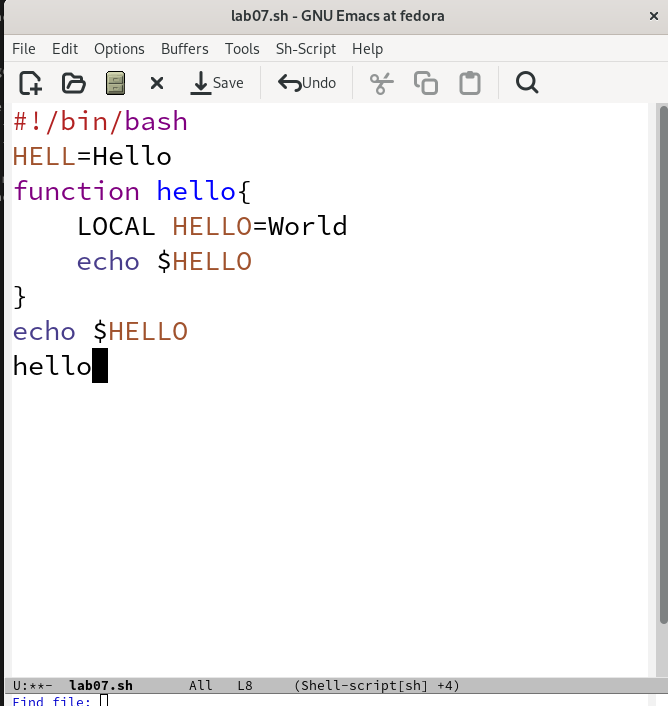 lab07.sh - GNU Emacs at fedora ×
File Edit Options Buffers Tools Sh-Script Help
Save Undo
#!/bin/bash
HELL=Hello
function hello{
    LOCAL HELLO=World
    echo $HELLO
}
echo $HELLO
hello
U:**- lab07.sh All L8 (Shell-script[sh] +4)
Find file: